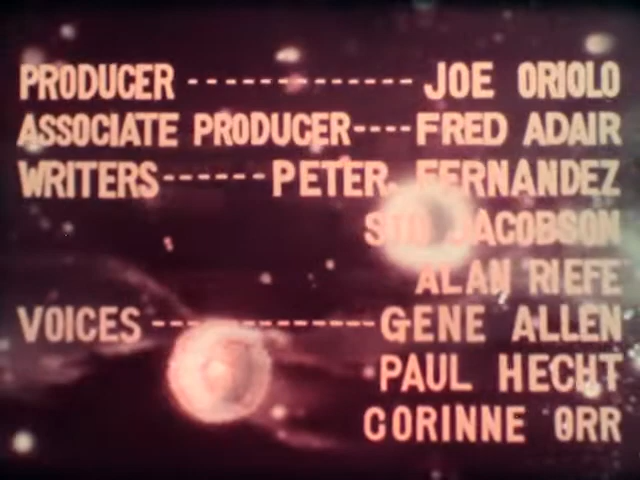 PRODUCER ------------- JOE ORIOLO
ASSOCIATE PRODUCER----FRED ADAIR
WRITERS------PETER FERNANDEZ
JACOBSON
ALAN RIEFE
VOICES -------------GENE ALLEN
PAUL HECHT
CORINNE ORR